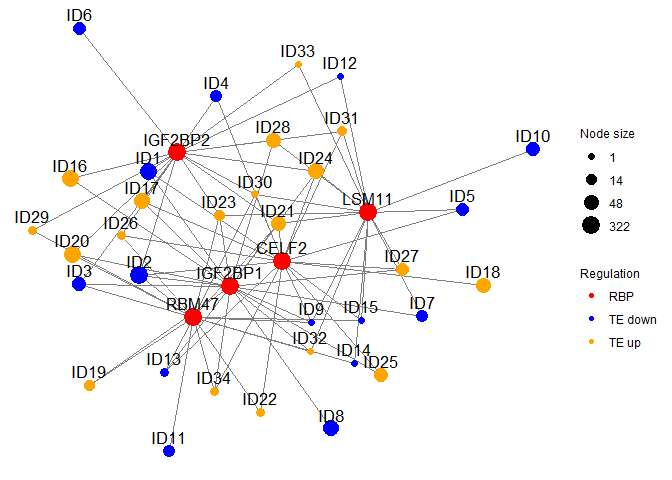 ID6
ID33
ID12
ID4
ID31
ID28
ID10
IGF2BP2
ID1
ID24
ID16
ID17
ID30
ID5
LSM11
ID29
ID26
ID23
ID21
ID20
CELF2
ID27
ID3
ID2
IGF2BP1
ID18
RBM47
ID9
ID15
ID7
ID32
ID13
ID14
ID25
ID19
ID34
ID22
ID8
ID11
Node size
1
14
48
322
Regulation
RBP
TE down
TE up